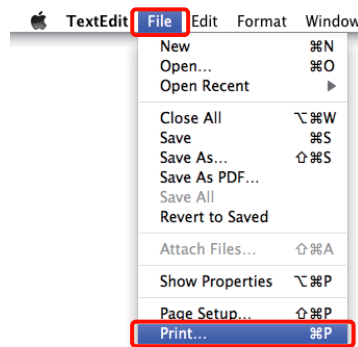 TextEdit File Edit Format Window
New ⌘N
Open... ⌘O
Open Recent ▶
Close All ⌥⌘W
Save ⌘S
Save As... ⇧⌘S
Save As PDF...
Save All
Revert to Saved
Attach Files... ⇧⌘A
Show Properties ⌥⌘P
Page Setup... ⇧⌘P
Print... ⌘P